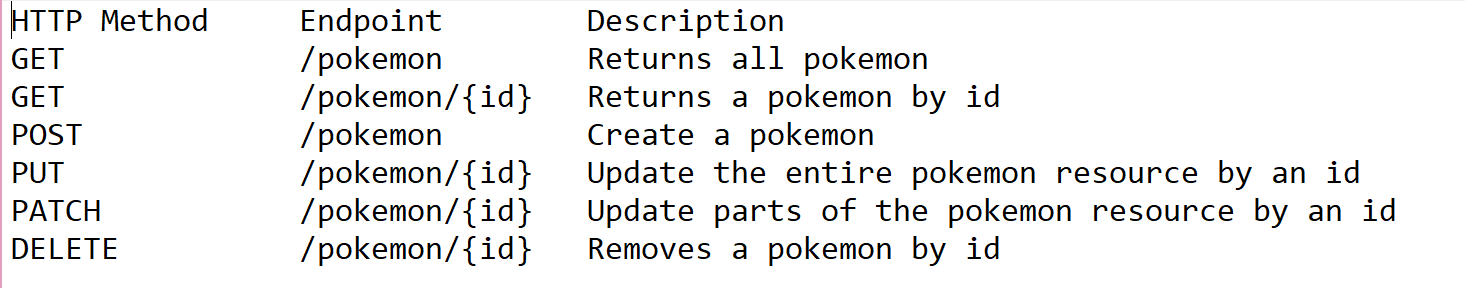 HTTP Method     Endpoint        Description
GET             /pokemon        Returns all pokemon
GET             /pokemon/{id}   Returns a pokemon by id
POST            /pokemon        Create a pokemon
PUT             /pokemon/{id}   Update the entire pokemon resource by an id
PATCH           /pokemon/{id}   Update parts of the pokemon resource by an id
DELETE          /pokemon/{id}   Removes a pokemon by id